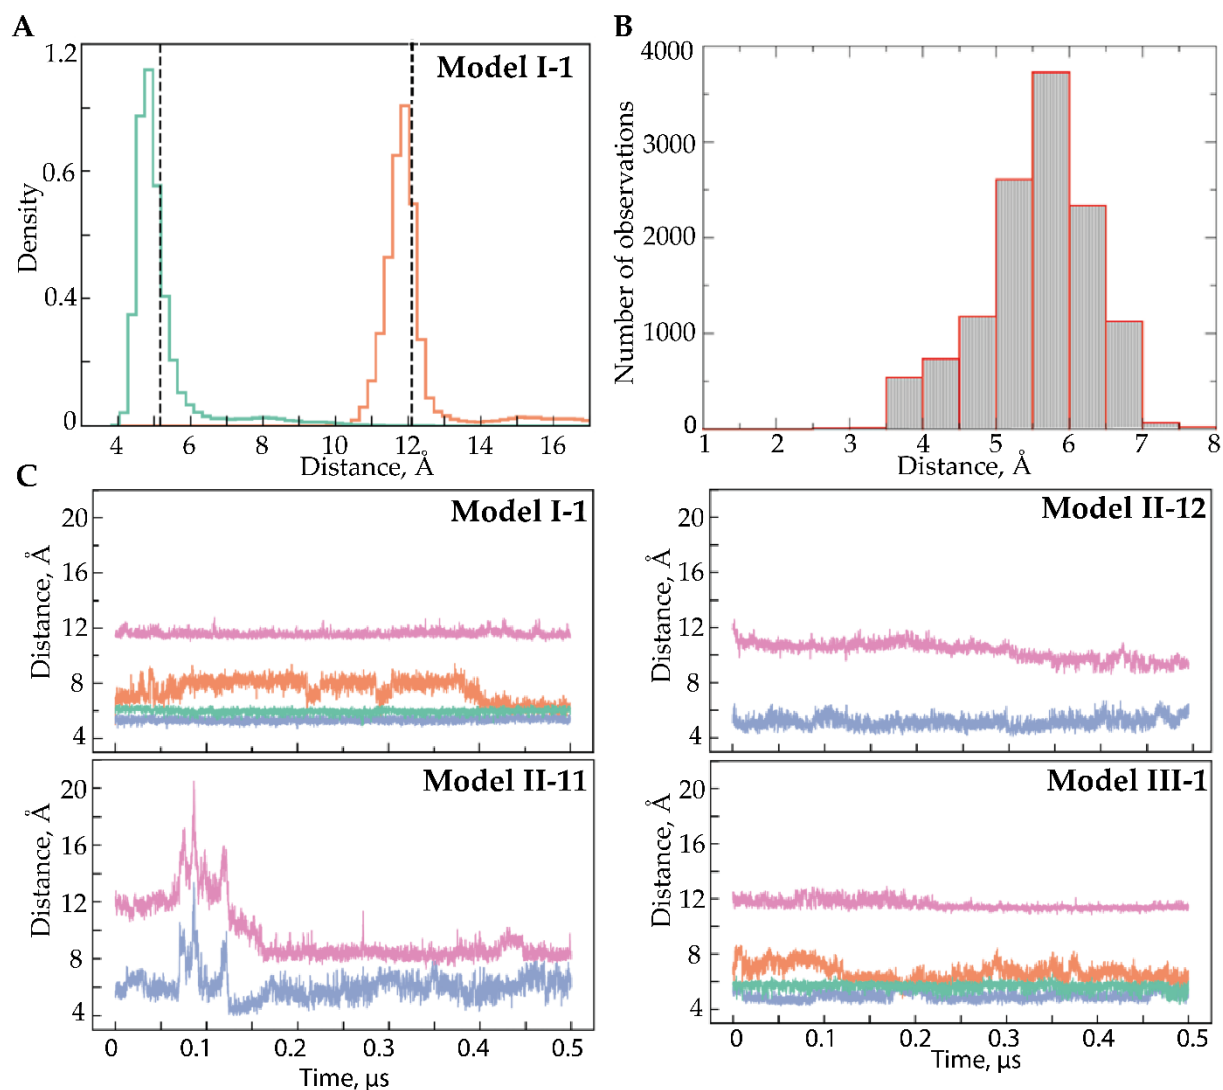 A
Model I-1
1.2
0.6
0.4
0
Density
4 6 8 10 12 14 16
Distance, Å
B
4000
3000
2000
1000
0
Number of observations
1 2 3 4 5 6 7 8
Distance, Å
C
Model I-1
20
16
12
8
4
Distance, Å
Model II-12
20
16
12
8
4
Distance, Å
Model II-11
20
16
12
8
4
Distance, Å
0 0.1 0.2 0.3 0.4 0.5
Time, μs
Model III-1
20
16
12
8
4
Distance, Å
0 0.1 0.2 0.3 0.4 0.5
Time, μs